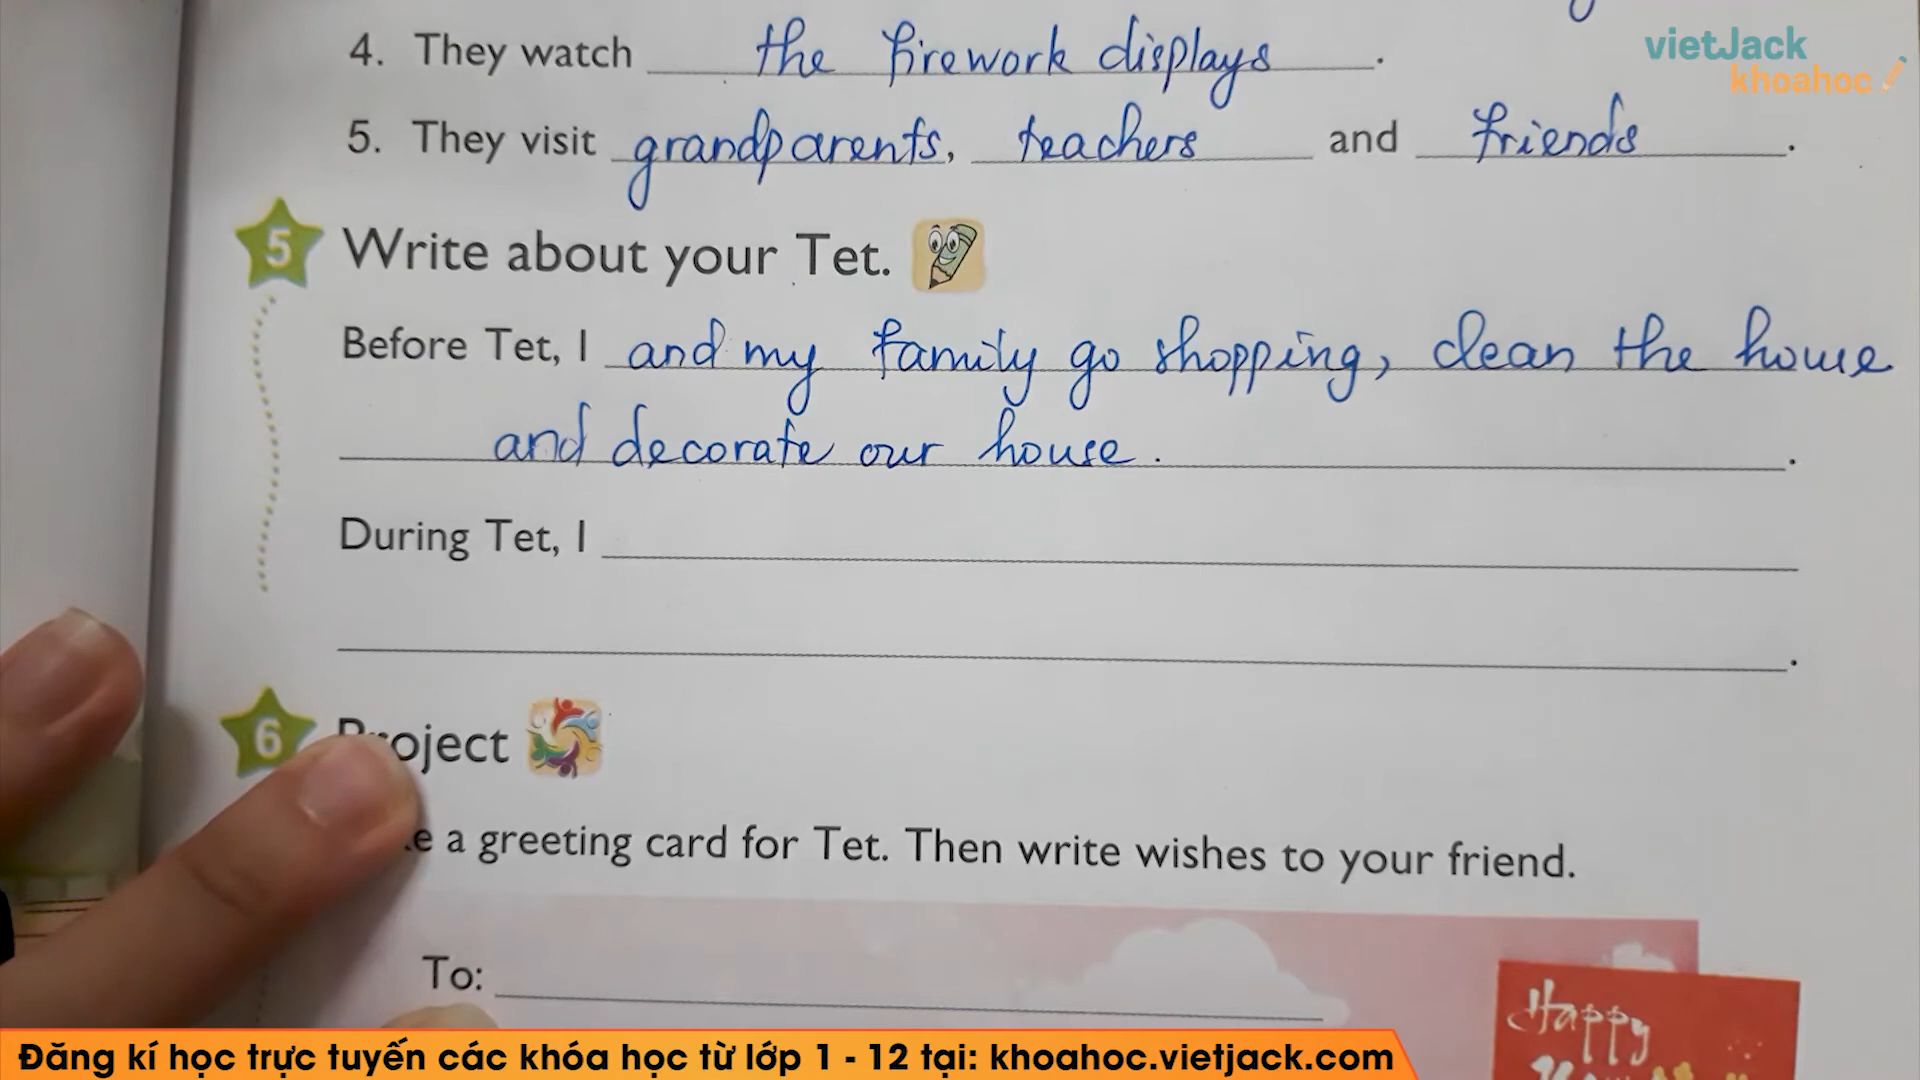 vietJack
khoahoc
4. They watch the firework displays.
5. They visit grandparents, teachers and friends.
5 Write about your Tet.
Before Tet, I and my family go shopping, clean the house
and decorate our house. .
During Tet, I
.
6 Project
e a greeting card for Tet. Then write wishes to your friend.
To:
Happy
Đăng kí học trực tuyến các khóa học từ lớp 1 - 12 tại: khoahoc.vietjack.com